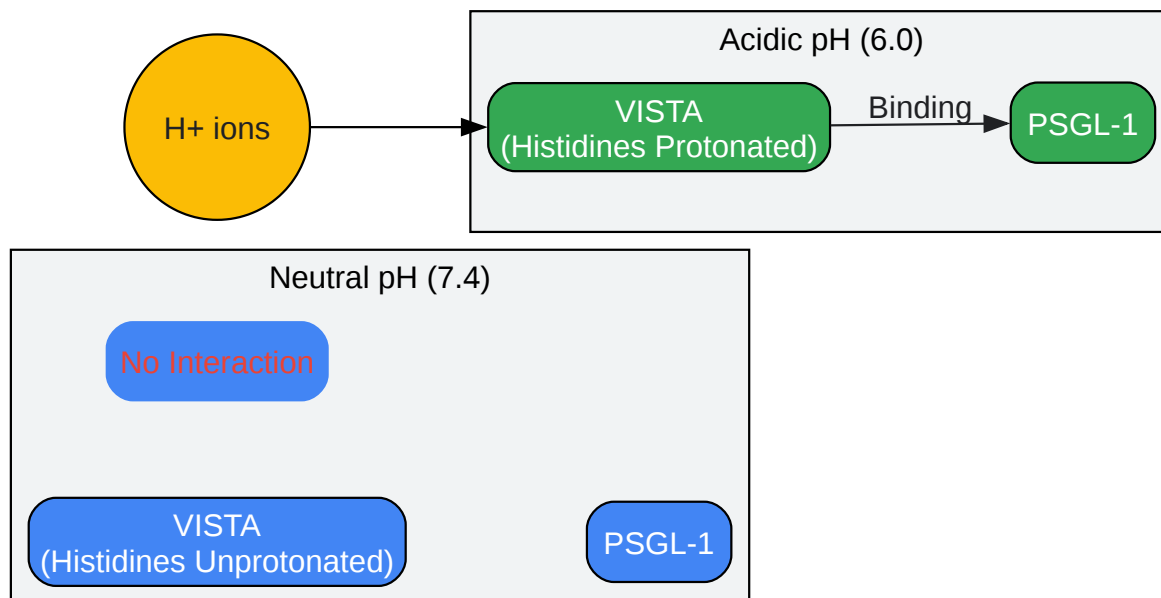 Acidic pH (6.0)
H+ ions
VISTA
(Histidines Protonated)
Binding
PSGL-1
Neutral pH (7.4)
No Interaction
VISTA
(Histidines Unprotonated)
PSGL-1